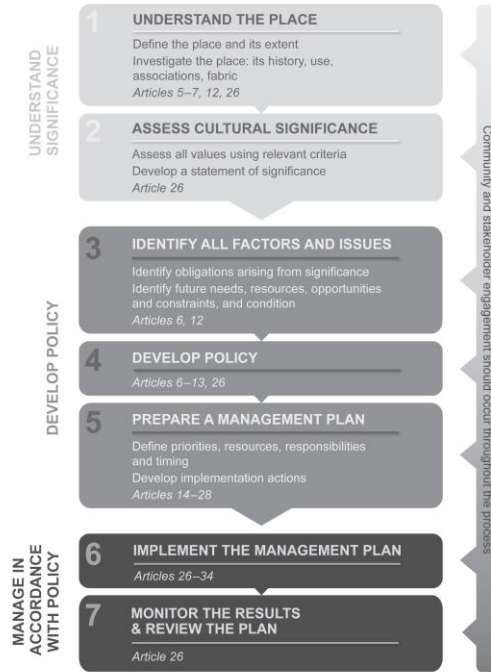 UNDERSTAND
SIGNIFICANCE
1
UNDERSTAND THE PLACE
Define the place and its extent
Investigate the place: its history, use,
associations, fabric
Articles 5–7, 12, 26
2
ASSESS CULTURAL SIGNIFICANCE
Assess all values using relevant criteria
Develop a statement of significance
Article 26
DEVELOP POLICY
3
IDENTIFY ALL FACTORS AND ISSUES
Identify obligations arising from significance
Identify future needs, resources, opportunities
and constraints, and condition
Articles 6, 12
4
DEVELOP POLICY
Articles 6–13, 26
5
PREPARE A MANAGEMENT PLAN
Define priorities, resources, responsibilities
and timing
Develop implementation actions
Articles 14–28
MANAGE IN
ACCORDANCE
WITH POLICY
6
IMPLEMENT THE MANAGEMENT PLAN
Articles 26–34
7
MONITOR THE RESULTS
& REVIEW THE PLAN
Article 26
Community and stakeholder engagement should occur throughout the process